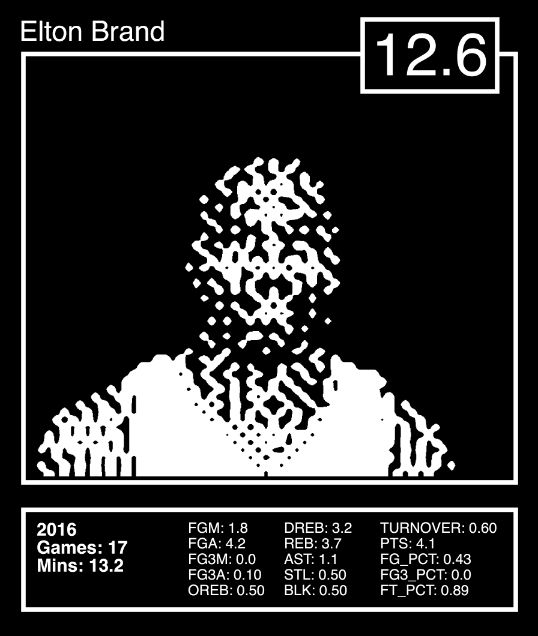 Elton Brand
12.6
2016
Games: 17
Mins: 13.2
FGM: 1.8
FGA: 4.2
FG3M: 0.0
FG3A: 0.10
OREB: 0.50
DREB: 3.2
REB: 3.7
AST: 1.1
STL: 0.50
BLK: 0.50
TURNOVER: 0.60
PTS: 4.1
FG_PCT: 0.43
FG3_PCT: 0.0
FT_PCT: 0.89